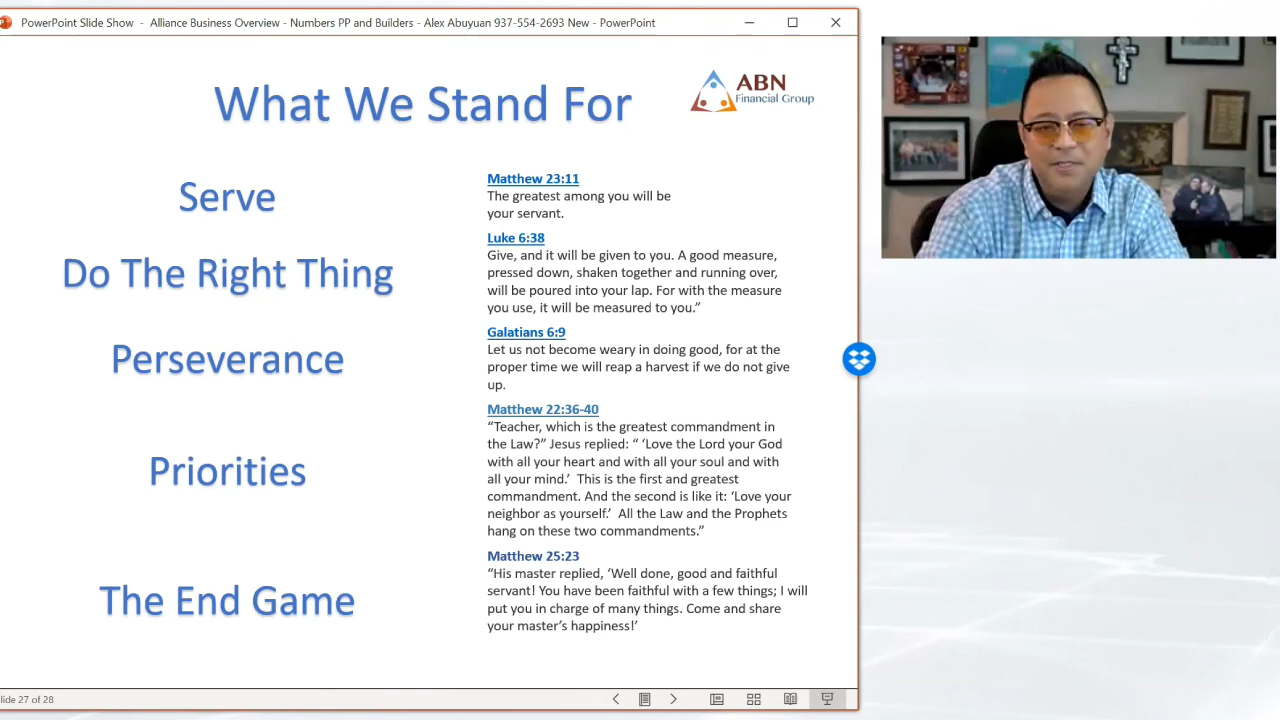 PowerPoint Slide Show - Alliance Business Overview - Numbers PP and Builders - Alex Abuyuan 937-554-2693 New - PowerPoint
What We Stand For
ABN
Financial Group
Serve
Do The Right Thing
Perseverance
Priorities
The End Game
Matthew 23:11
The greatest among you will be
your servant.
Luke 6:38
Give, and it will be given to you. A good measure,
pressed down, shaken together and running over,
will be poured into your lap. For with the measure
you use, it will be measured to you.”
Galatians 6:9
Let us not become weary in doing good, for at the
proper time we will reap a harvest if we do not give
up.
Matthew 22:36-40
“Teacher, which is the greatest commandment in
the Law?” Jesus replied: “ ‘Love the Lord your God
with all your heart and with all your soul and with
all your mind.’ This is the first and greatest
commandment. And the second is like it: ‘Love your
neighbor as yourself.’ All the Law and the Prophets
hang on these two commandments.”
Matthew 25:23
“His master replied, ‘Well done, good and faithful
servant! You have been faithful with a few things; I will
put you in charge of many things. Come and share
your master’s happiness!’
lide 27 of 28